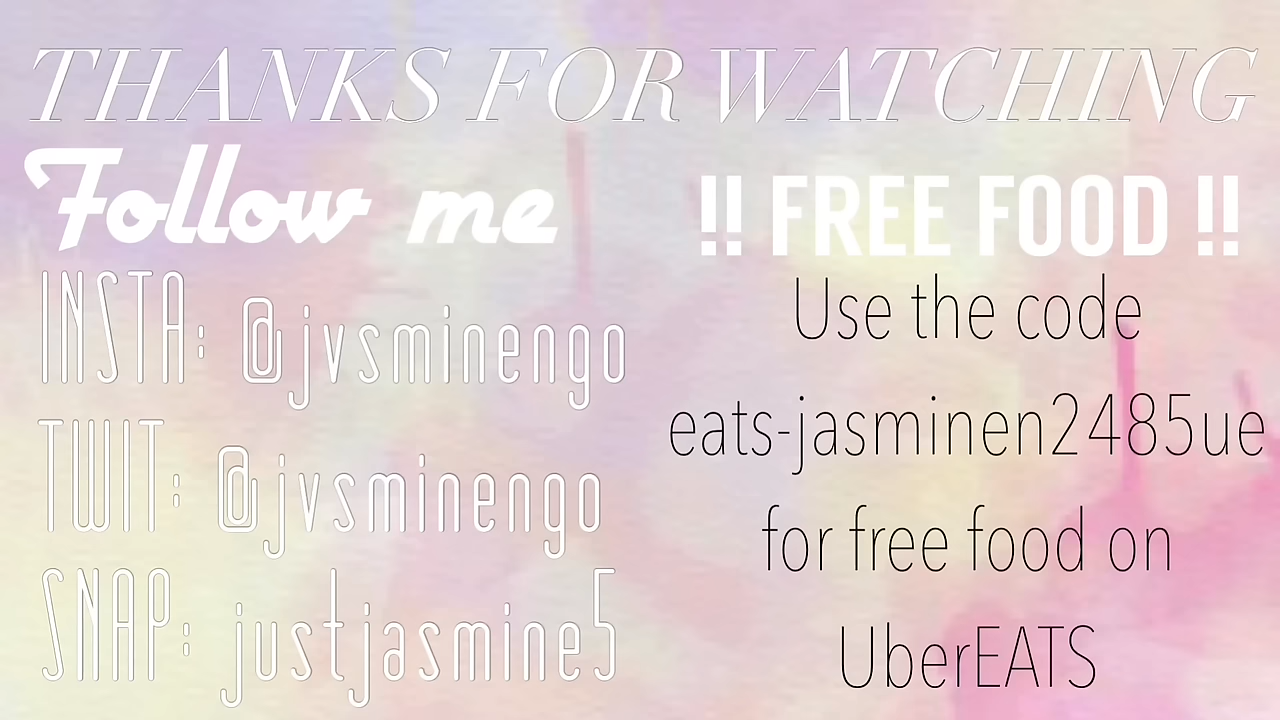 THANKS FOR WATCHING
Follow me
INSTA: @jvsminengo
TWIT: @jvsminengo
SNAP: justjasmine5
!! FREE FOOD !!
Use the code
eats-jasminen2485ue
for free food on
UberEATS